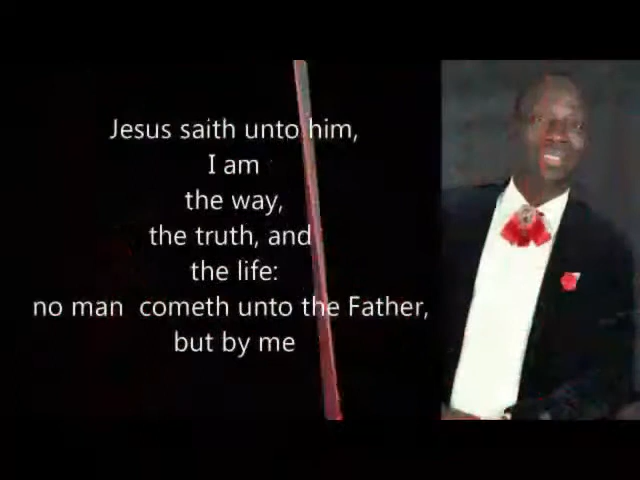 Jesus saith unto him,
I am
the way,
the truth, and
the life:
no man cometh unto the Father,
but by me